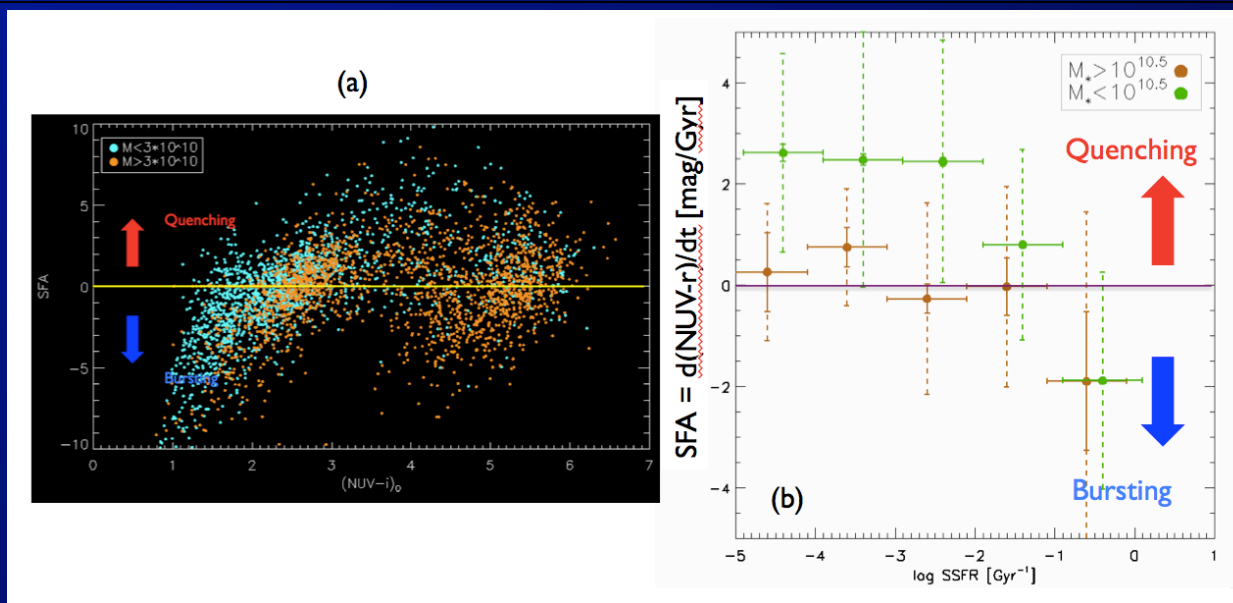 (a)
M<3*10^10
M>3*10^10
Quenching
Bursting
SFA
10
5
0
-5
-10
0 1 2 3 4 5 6 7
(NUV-i)₀
M_*>10^10.5
M_*<10^10.5
Quenching
Bursting
(b)
SFA = d(NUV-r)/dt [mag/Gyr]
4
2
0
-2
-4
-5 -4 -3 -2 -1 0 1
log SSFR [Gyr⁻¹]